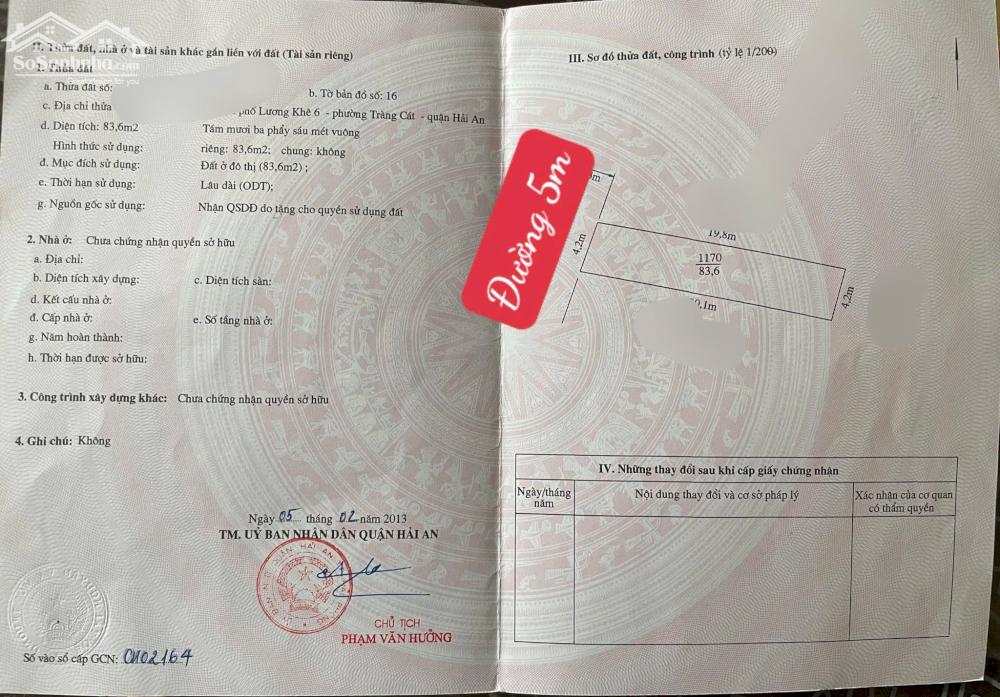 II. Thửa đất, nhà ở và tài sản khác gắn liền với đất (Tài sản riêng)
SoSanhnha.com
1. Thửa đất
a. Thửa đất số:
b. Tờ bản đồ số: 16
c. Địa chỉ thửa
phố Lương Khê 6 - phường Tràng Cát - quận Hải An
d. Diện tích: 83,6m2 Tám mươi ba phẩy sáu mét vuông
Hình thức sử dụng: riêng: 83,6m2; chung: không
đ. Mục đích sử dụng: Đất ở đô thị (83,6m2) ;
e. Thời hạn sử dụng: Lâu dài (ODT);
g. Nguồn gốc sử dụng: Nhận QSDĐ do tặng cho quyền sử dụng đất
2. Nhà ở: Chưa chứng nhận quyền sở hữu
a. Địa chỉ:
b. Diện tích xây dựng: c. Diện tích sàn:
d. Kết cấu nhà ở:
đ. Cấp nhà ở: e. Số tầng nhà ở:
g. Năm hoàn thành:
h. Thời hạn được sở hữu:
3. Công trình xây dựng khác: Chưa chứng nhận quyền sở hữu
4. Ghi chú: Không
Ngày 05 tháng 02 năm 2013
TM. UỶ BAN NHÂN DÂN QUẬN HẢI AN
CHỦ TỊCH
PHẠM VĂN HƯỞNG
Số vào sổ cấp GCN: CH02164
III. Sơ đồ thửa đất, công trình (tỷ lệ 1/200)
Đường 5m
m
4,2m
19,8m
1170
83,6
,1m
4,2m
IV. Những thay đổi sau khi cấp giấy chứng nhận
Ngày/tháng năm
Nội dung thay đổi và cơ sở pháp lý
Xác nhận của cơ quan có thẩm quyền